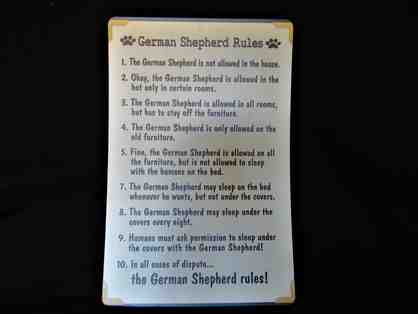 German Shepherd Rules
1. The German Shepherd is not allowed in the house.
2. Okay, the German Shepherd is allowed in the
but only in certain rooms.
3. The German Shepherd is allowed in all rooms,
but has to stay off the furniture.
4. The German Shepherd is only allowed on the
old furniture.
5. Fine, the German Shepherd is allowed on all
the furniture, but is not allowed to sleep
with the humans on the bed.
7. The German Shepherd may sleep on the bed
whenever he wants, but not under the covers.
8. The German Shepherd may sleep under the
covers every night.
9. Humans must ask permission to sleep under
the covers with the German Shepherd!
10. In all cases of dispute...
the German Shepherd rules!